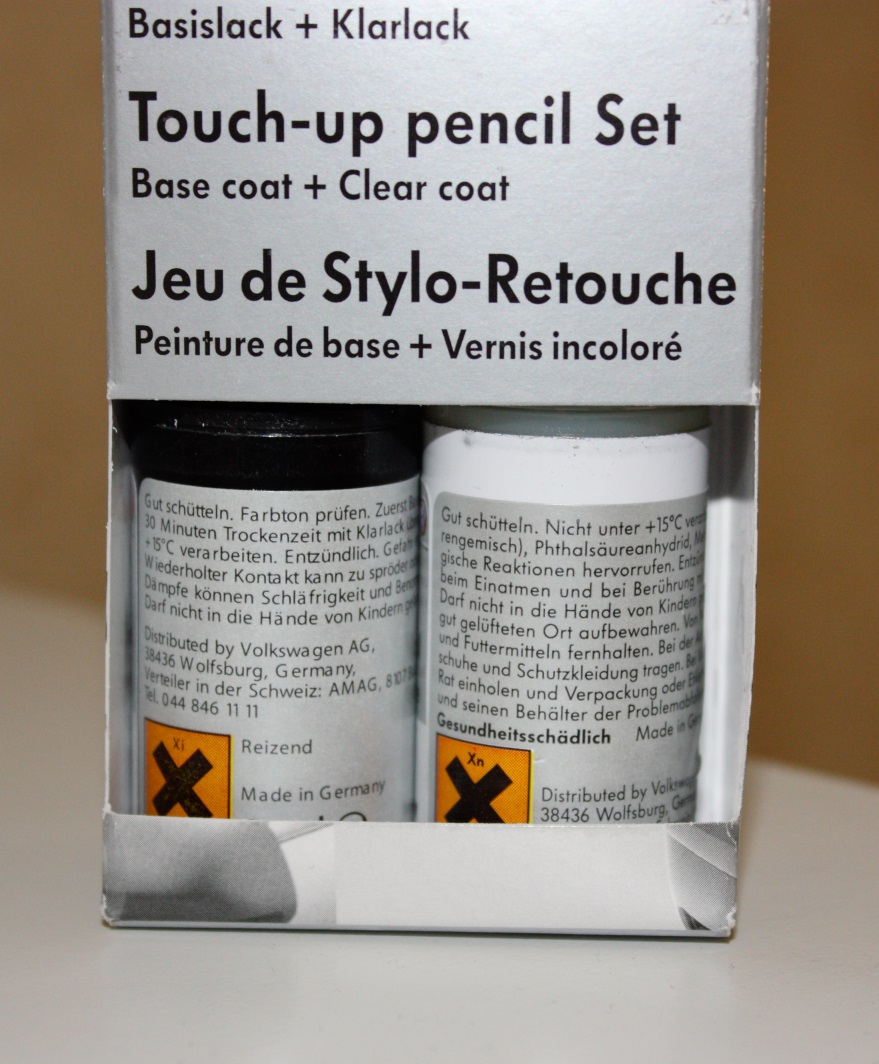 Basislack + Klarlack
Touch-up pencil Set
Base coat + Clear coat
Jeu de Stylo-Retouche
Peinture de base + Vernis incoloré
Gut schütteln. Farbton prüfen. Zuerst
30 Minuten Trockenzeit mit Klarlack
+15°C verarbeiten. Entzündlich.
Wiederholter Kontakt kann zu
Dämpfe können Schläfrigkeit und
Darf nicht in die Hände von Kindern
Distributed by Volkswagen AG,
38436 Wolfsburg, Germany,
Verteiler in der Schweiz: AMAG, 8107
Tel. 044 846 11 11
Xi
Reizend
Made in Germany
Gut schütteln. Nicht unter +15°C
rengemisch), Phthalsäureanhydrid,
gische Reaktionen hervorrufen.
beim Einatmen und bei Berührung
Darf nicht in die Hände von Kindern
gut gelüfteten Ort aufbewahren. Von
und Futtermitteln fernhalten. Bei der
schuhe und Schutzkleidung tragen. Bei
Rat einholen und Verpackung oder
und seinen Behälter der
Gesundheitsschädlich Made in
Xn
Distributed by
38436 Wolfsburg,